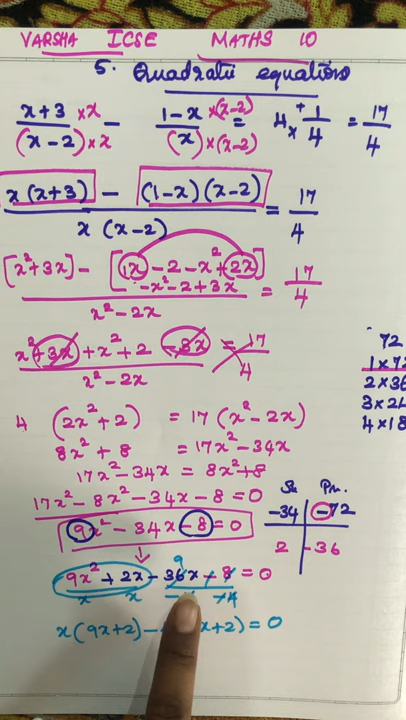 VARSHA ICSE MATHS 10
5. Quadratic equations
x+3 ×x / (x-2) ×x - 1-x ×(x-2) / (x) ×(x-2) = 4 + × 1/4 = 17/4
x(x+3) - (1-x)(x-2) / x(x-2) = 17/4
[x²+3x] - [1x - 2 - x² + 2x] = 17/4
-x² - 2 + 3x
x² - 2x
x² + 3x + x² + 2 - 3x / x² - 2x = 17/4
4 (2x² + 2) = 17 (x² - 2x)
8x² + 8 = 17x² - 34x
17x² - 34x = 8x² + 8
17x² - 8x² - 34x - 8 = 0
9x² - 34x - 8 = 0
9x² + 2x - 36x - 8 = 0
9
x x
x(9x+2) - x+2) = 0
72
1×72
2×36
3×24
4×18
Su Pro.
-34 -72
2 -36